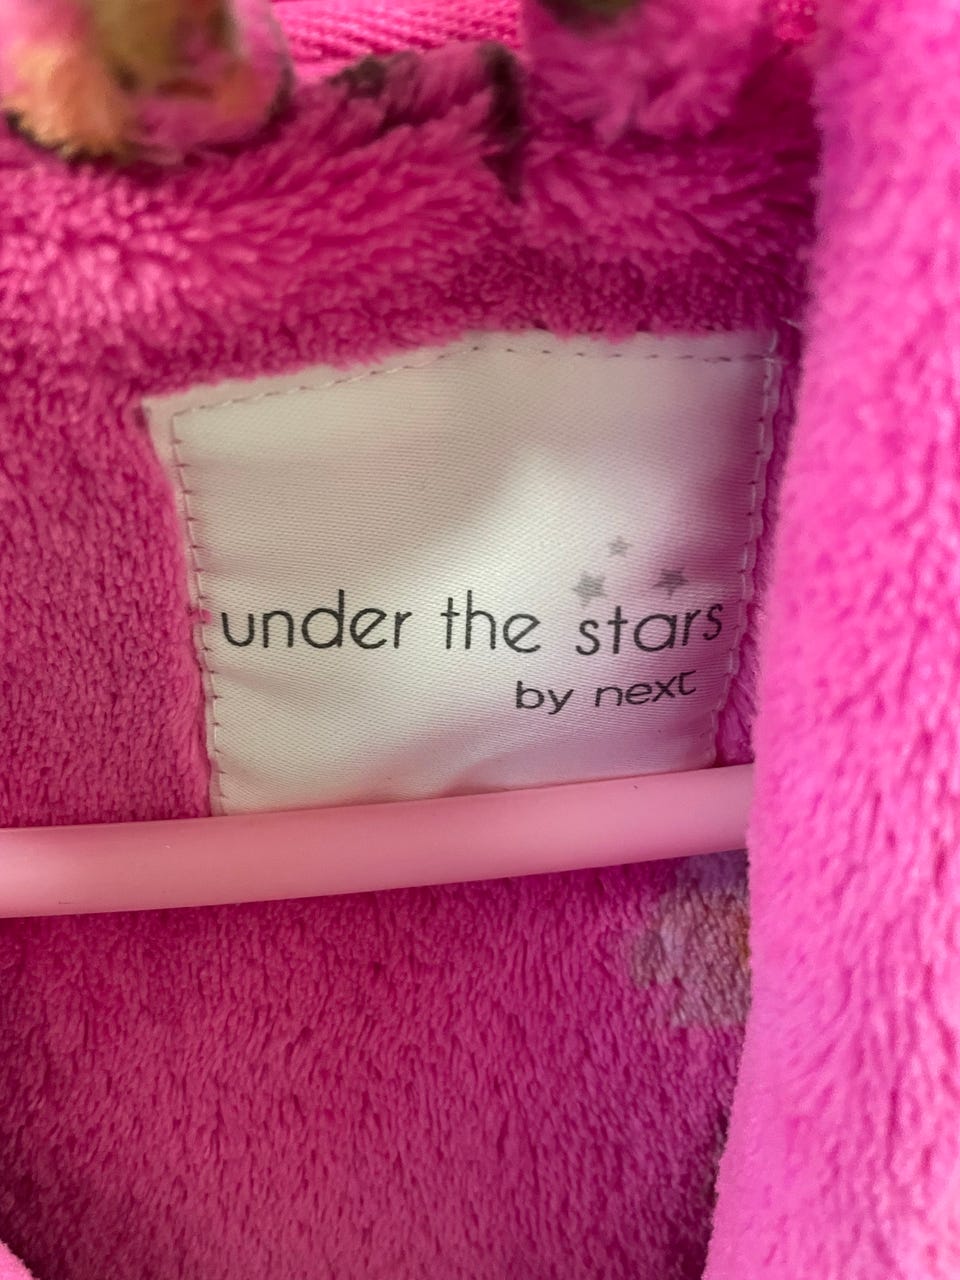 under the stars
by next